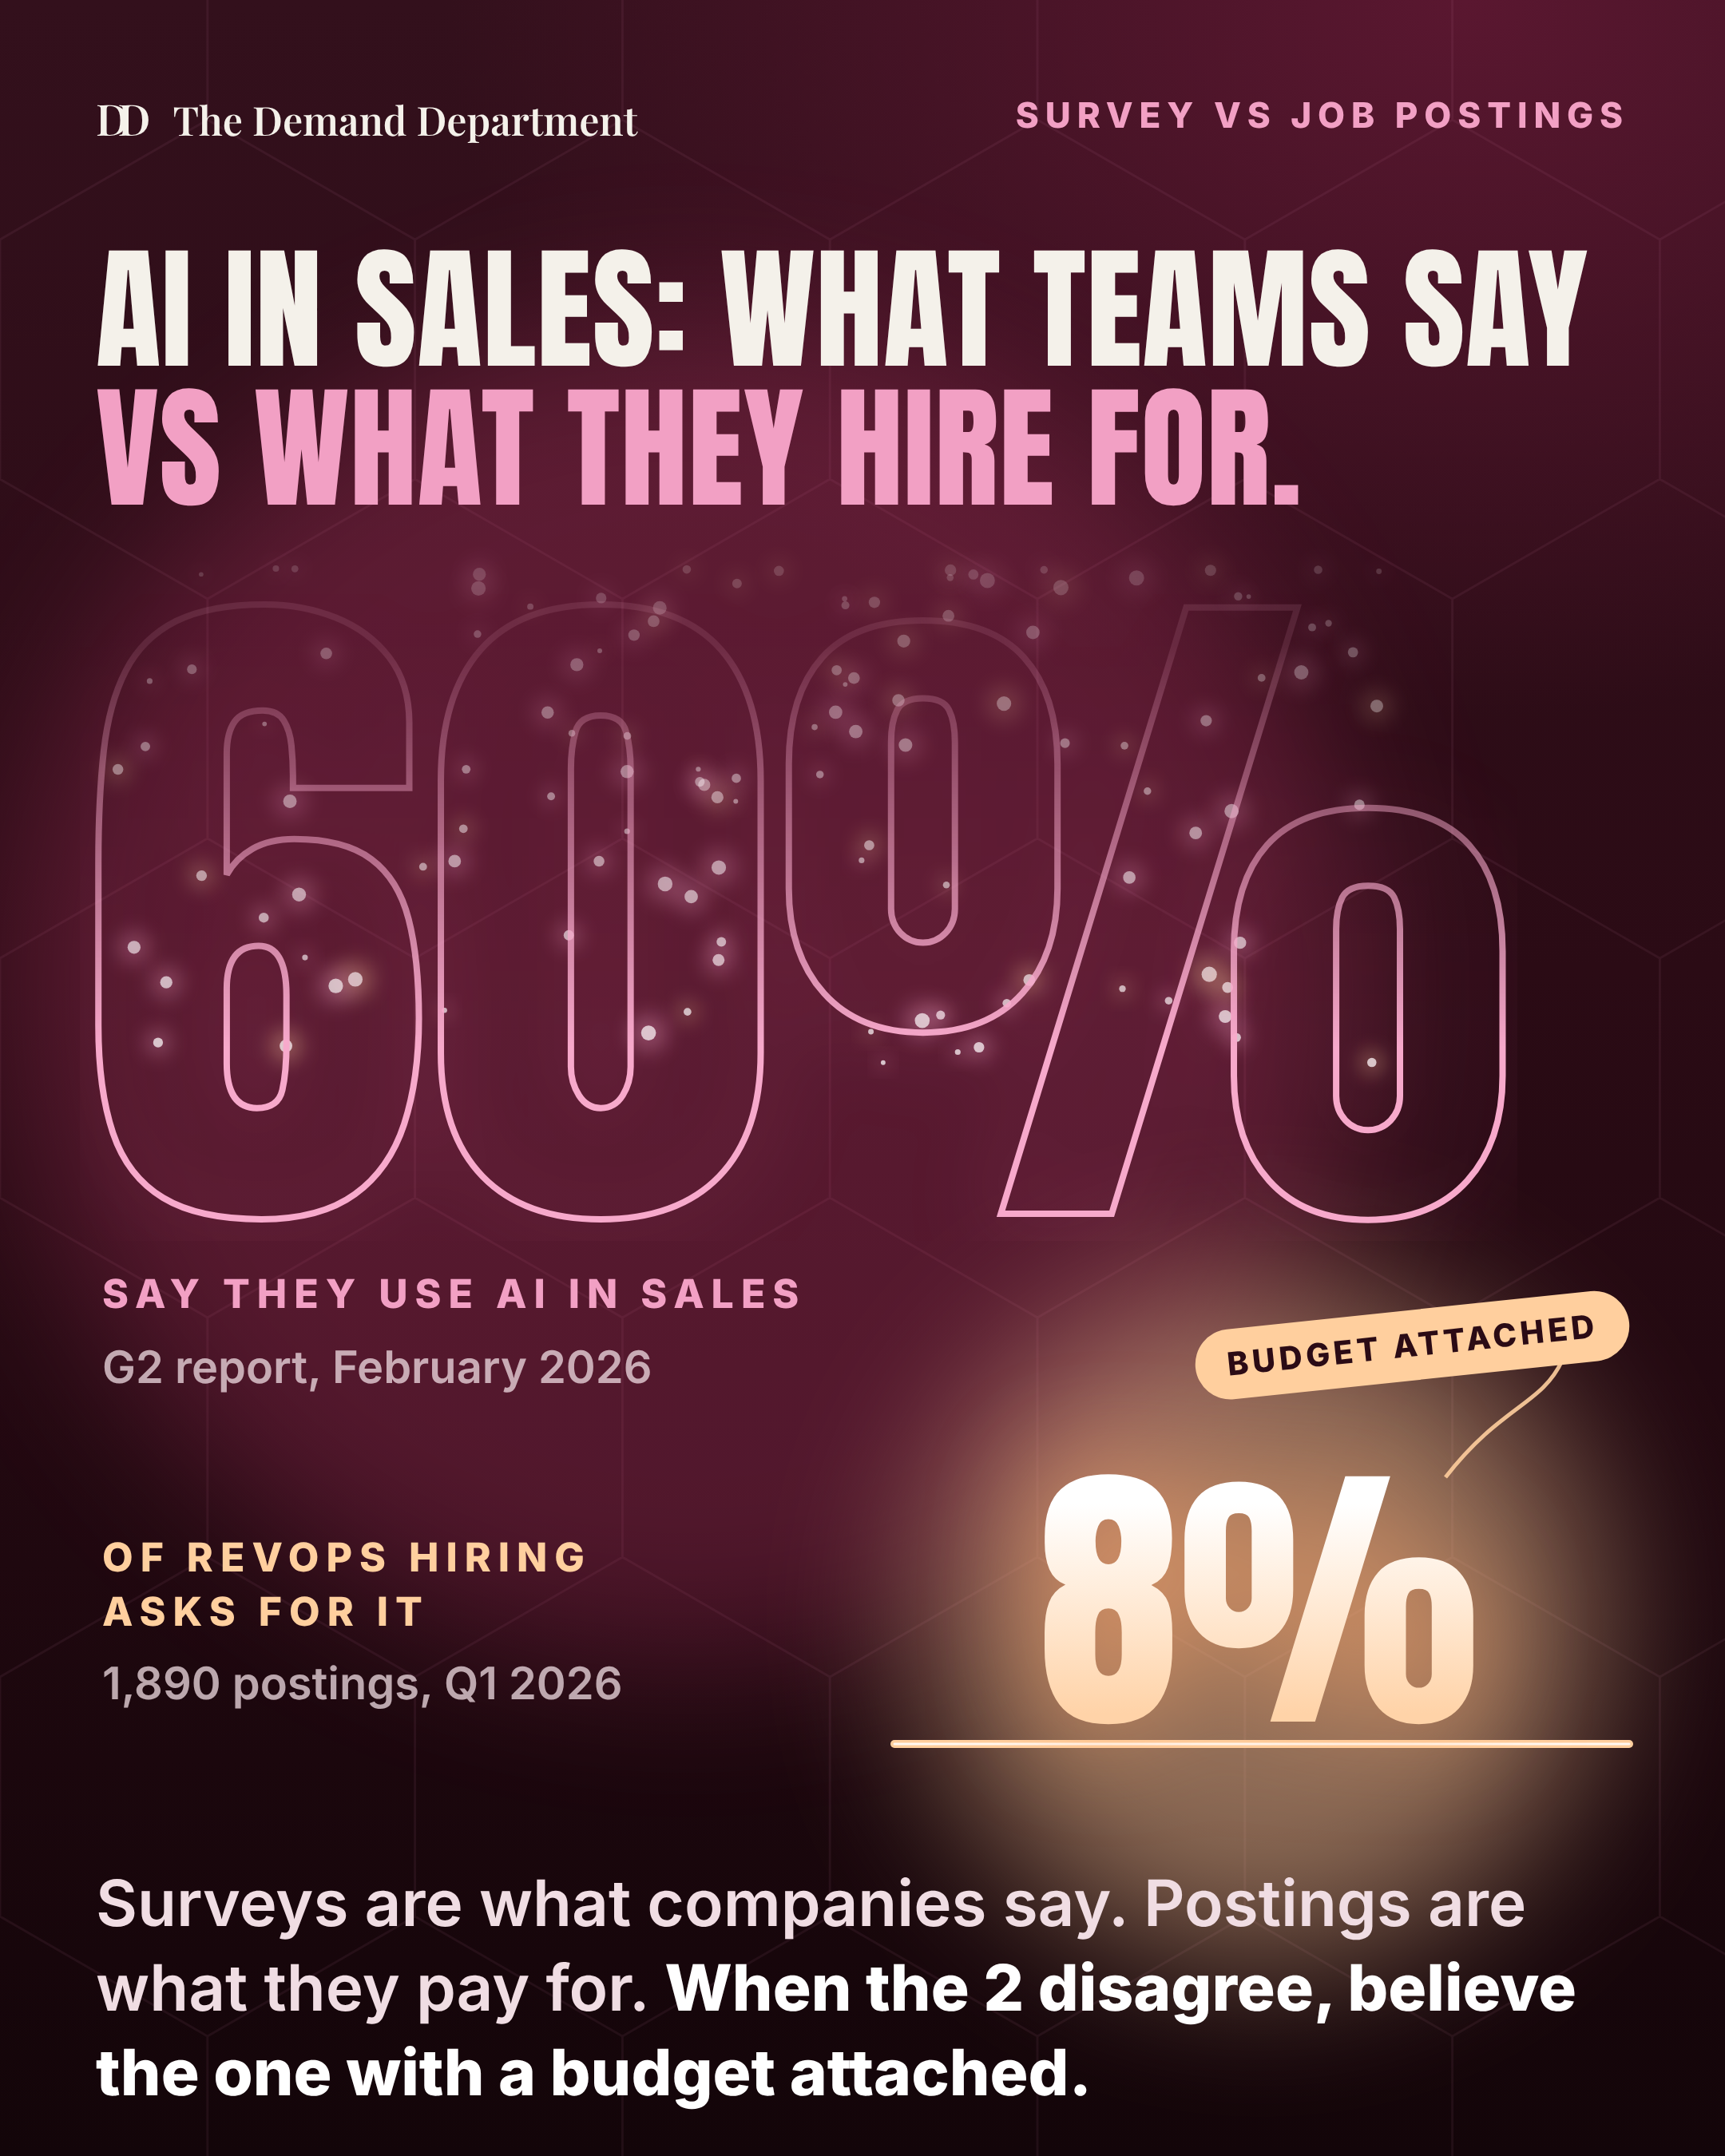 DD The Demand Department
SURVEY VS JOB POSTINGS
AI IN SALES: WHAT TEAMS SAY
VS WHAT THEY HIRE FOR.
60%
SAY THEY USE AI IN SALES
G2 report, February 2026
BUDGET ATTACHED
8%
OF REVOPS HIRING
ASKS FOR IT
1,890 postings, Q1 2026
Surveys are what companies say. Postings are
what they pay for. When the 2 disagree, believe
the one with a budget attached.